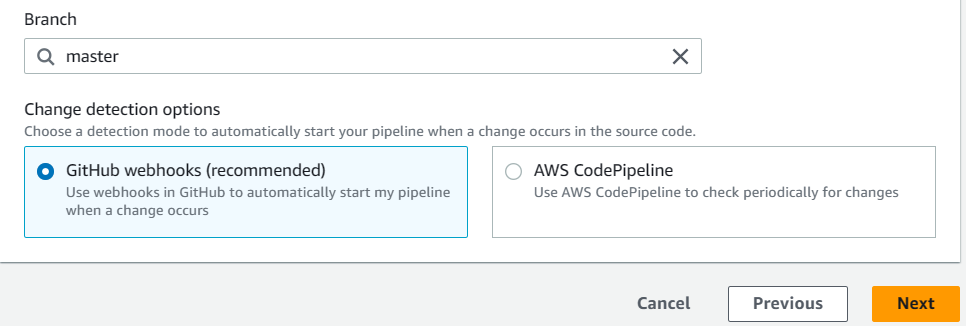 Branch
master
Change detection options
Choose a detection mode to automatically start your pipeline when a change occurs in the source code.
GitHub webhooks (recommended)
Use webhooks in GitHub to automatically start my pipeline
when a change occurs
AWS CodePipeline
Use AWS CodePipeline to check periodically for changes
Cancel
Previous
Next